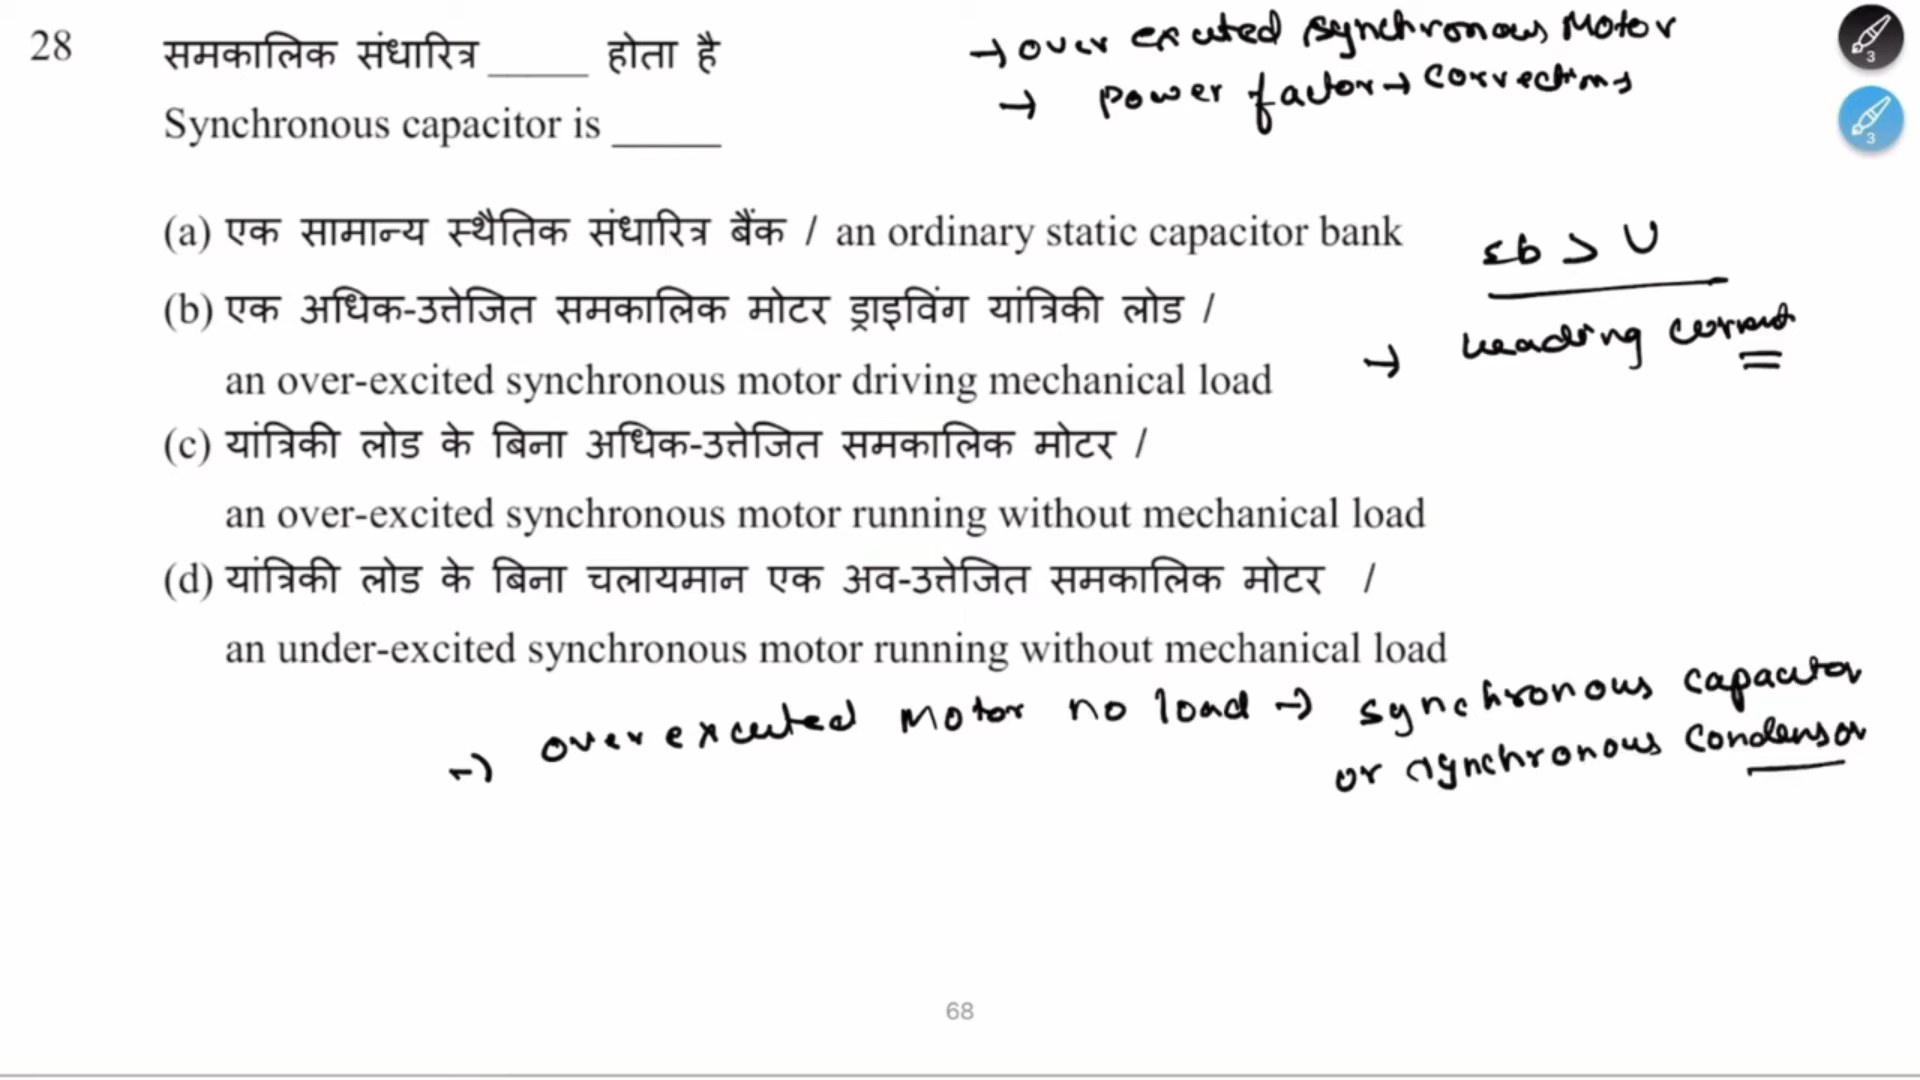 28 समकालिक संधारित्र _____ होता है
→ over excited synchronous Motor
→ power factor → corrections
Synchronous capacitor is _____
(a) एक सामान्य स्थैतिक संधारित्र बैंक / an ordinary static capacitor bank
Eb > V
(b) एक अधिक-उत्तेजित समकालिक मोटर ड्राइविंग यांत्रिकी लोड /
an over-excited synchronous motor driving mechanical load
→ Leading current
(c) यांत्रिकी लोड के बिना अधिक-उत्तेजित समकालिक मोटर /
an over-excited synchronous motor running without mechanical load
(d) यांत्रिकी लोड के बिना चलायमान एक अव-उत्तेजित समकालिक मोटर /
an under-excited synchronous motor running without mechanical load
→ over excited Motor no load → synchronous capacitor
or synchronous condensor
68
3
3